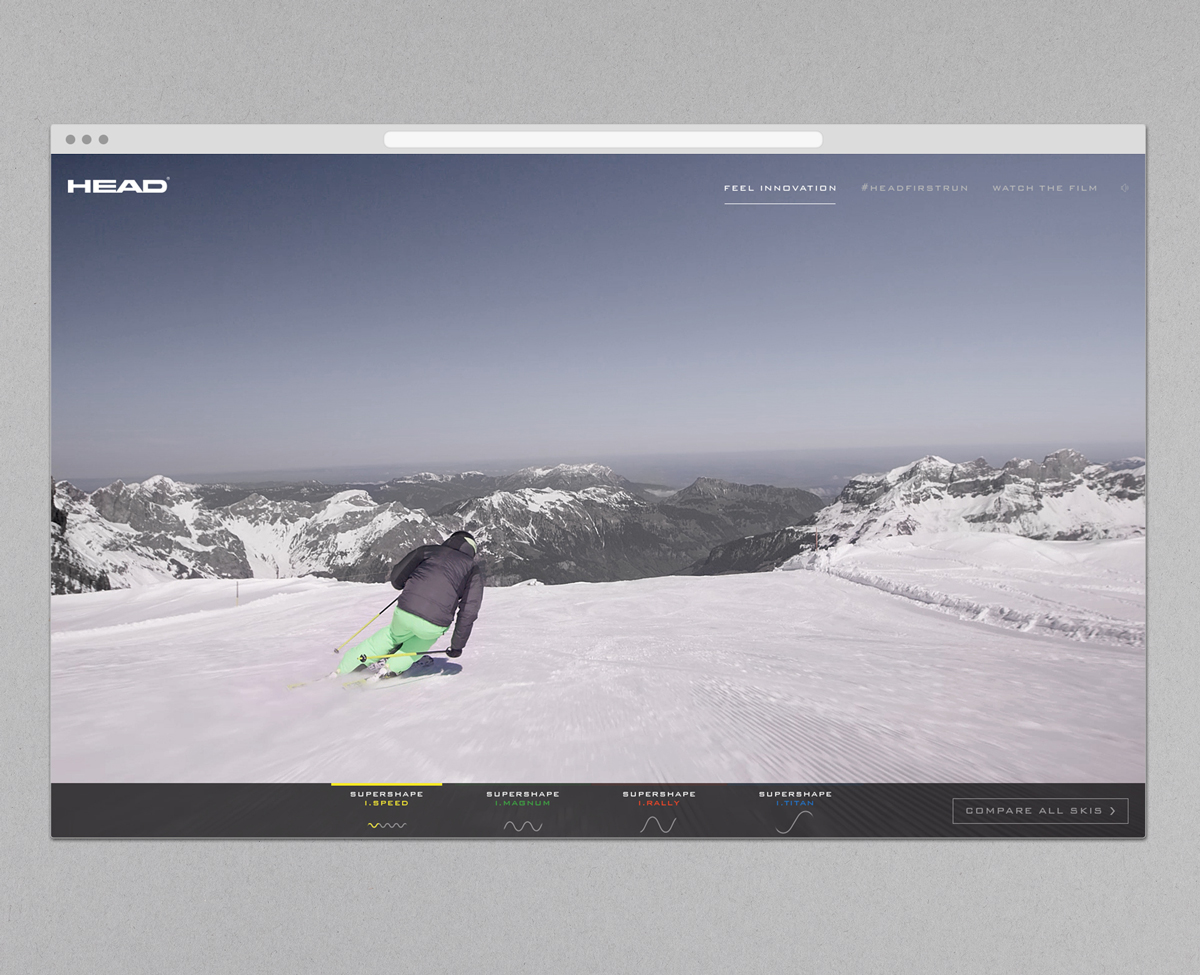 HEAD®
FEEL INNOVATION
#HEADFIRSTRUN
WATCH THE FILM
SUPERSHAPE
I.SPEED
SUPERSHAPE
I.MAGNUM
SUPERSHAPE
I.RALLY
SUPERSHAPE
I.TITAN
COMPARE ALL SKIS >